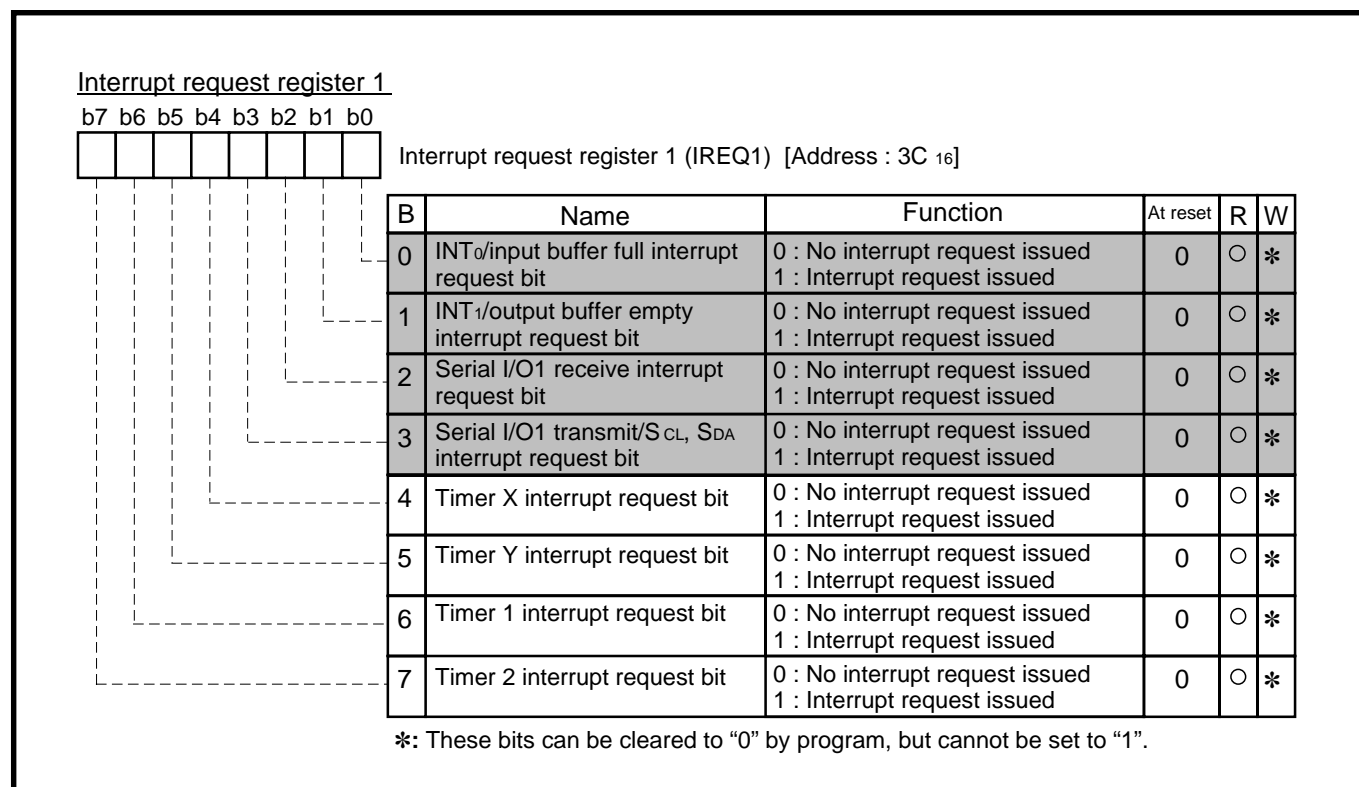 Interrupt request register 1
b7 b6 b5 b4 b3 b2 b1 b0
Interrupt request register 1 (IREQ1) [Address : 3C 16]
B Name Function At reset R W
0 INT0/input buffer full interrupt request bit 0 : No interrupt request issued 1 : Interrupt request issued 0 ○ ✻
1 INT1/output buffer empty interrupt request bit 0 : No interrupt request issued 1 : Interrupt request issued 0 ○ ✻
2 Serial I/O1 receive interrupt request bit 0 : No interrupt request issued 1 : Interrupt request issued 0 ○ ✻
3 Serial I/O1 transmit/SCL, SDA interrupt request bit 0 : No interrupt request issued 1 : Interrupt request issued 0 ○ ✻
4 Timer X interrupt request bit 0 : No interrupt request issued 1 : Interrupt request issued 0 ○ ✻
5 Timer Y interrupt request bit 0 : No interrupt request issued 1 : Interrupt request issued 0 ○ ✻
6 Timer 1 interrupt request bit 0 : No interrupt request issued 1 : Interrupt request issued 0 ○ ✻
7 Timer 2 interrupt request bit 0 : No interrupt request issued 1 : Interrupt request issued 0 ○ ✻
✻: These bits can be cleared to “0” by program, but cannot be set to “1”.